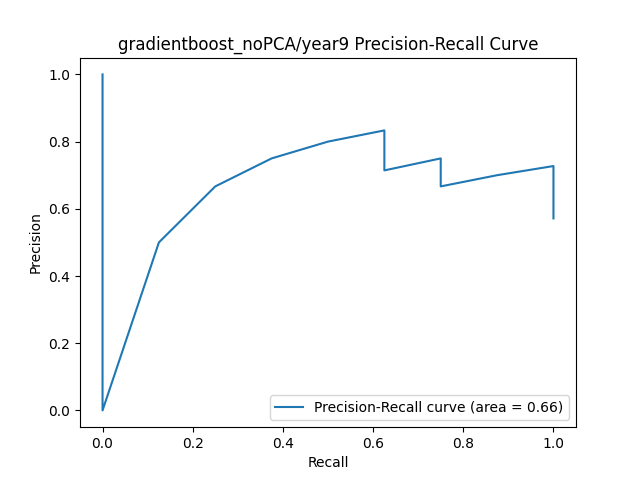 gradientboost_noPCA/year9 Precision-Recall Curve
1.0
0.8
0.6
0.4
0.2
0.0
Precision
0.0 0.2 0.4 0.6 0.8 1.0
Recall
Precision-Recall curve (area = 0.66)